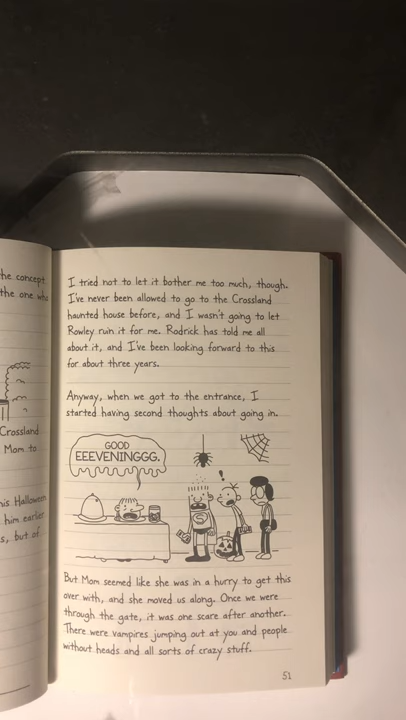 the concept
the one who
Crossland
Mom to
his Halloween
him earlier
s, but of
I tried not to let it bother me too much, though.
I've never been allowed to go to the Crossland
haunted house before, and I wasn't going to let
Rowley ruin it for me. Rodrick has told me all
about it, and I've been looking forward to this
for about three years.
Anyway, when we got to the entrance, I
started having second thoughts about going in.
GOOD
EEEVENINGGG.
!
But Mom seemed like she was in a hurry to get this
over with, and she moved us along. Once we were
through the gate, it was one scare after another.
There were vampires jumping out at you and people
without heads and all sorts of crazy stuff.
51